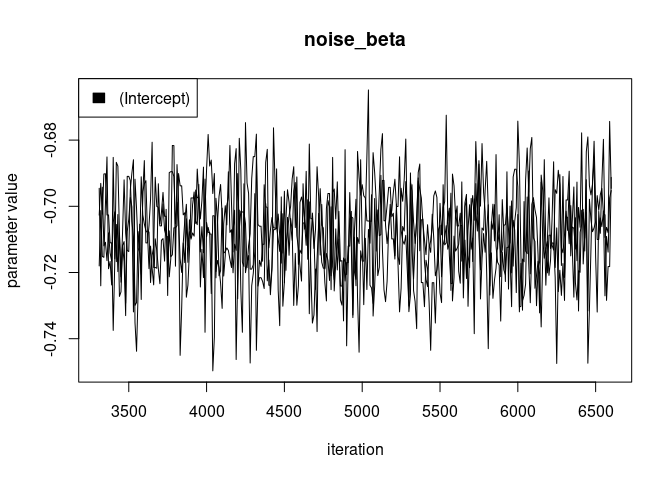 noise_beta
(Intercept)
parameter value
-0.68
-0.70
-0.72
-0.74
3500 4000 4500 5000 5500 6000 6500
iteration